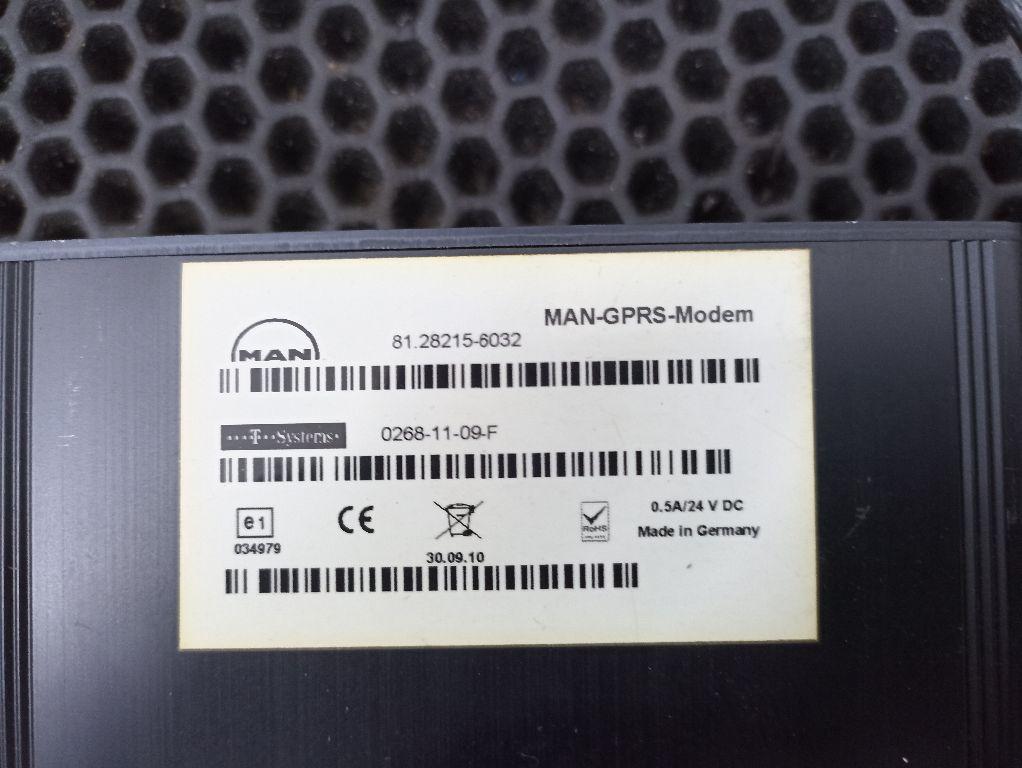 MAN-GPRS-Modem
MAN
81.28215-6032
T Systems
0268-11-09-F
e1
034979
CE
30.09.10
RoHS
0.5A/24 V DC
Made in Germany